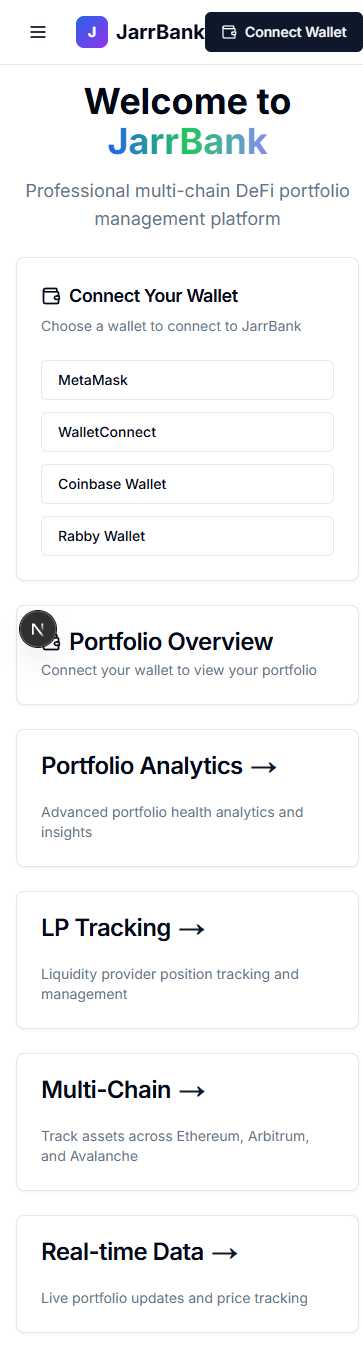 J JarrBank Connect Wallet
Welcome to
JarrBank
Professional multi-chain DeFi portfolio
management platform
Connect Your Wallet
Choose a wallet to connect to JarrBank
MetaMask
WalletConnect
Coinbase Wallet
Rabby Wallet
N
Portfolio Overview
Connect your wallet to view your portfolio
Portfolio Analytics →
Advanced portfolio health analytics and
insights
LP Tracking →
Liquidity provider position tracking and
management
Multi-Chain →
Track assets across Ethereum, Arbitrum,
and Avalanche
Real-time Data →
Live portfolio updates and price tracking